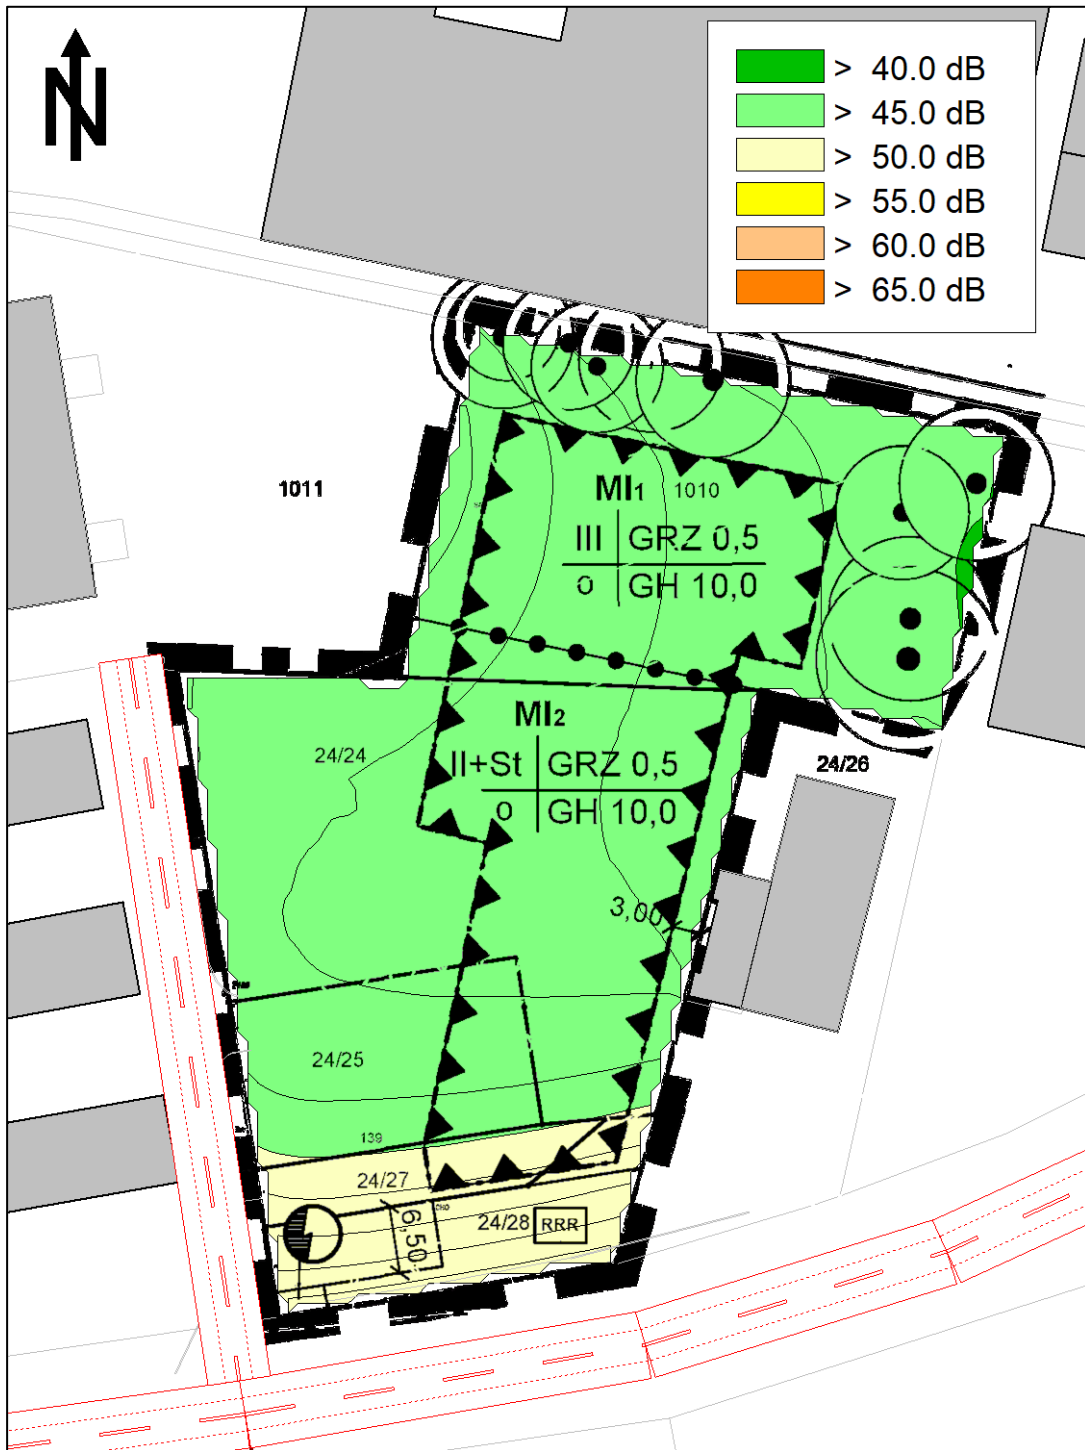 N
> 40.0 dB
> 45.0 dB
> 50.0 dB
> 55.0 dB
> 60.0 dB
> 65.0 dB
1011
MI1 1010
III GRZ 0,5
o GH 10,0
MI2
24/24
II+St GRZ 0,5
o GH 10,0
24/26
3,00
24/25
139
24/27
24/28 RRR
6,50